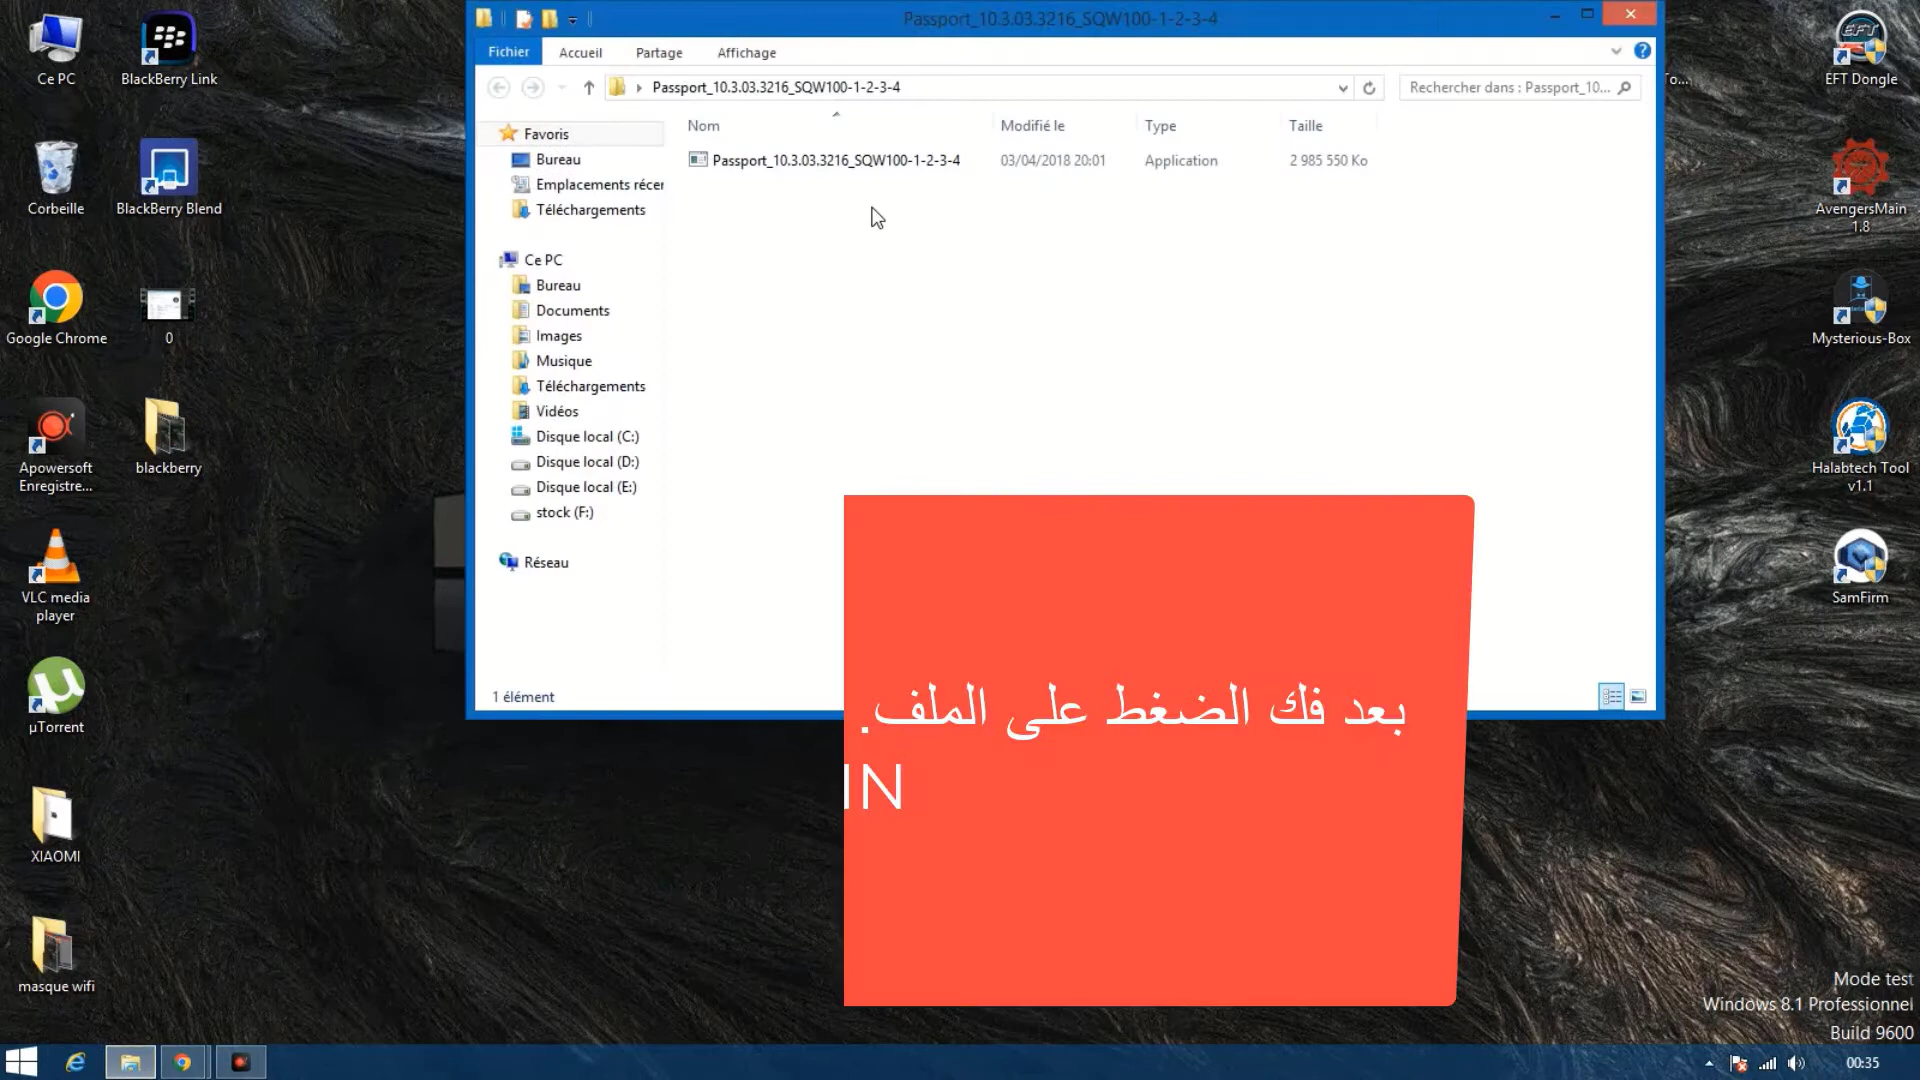 Ce PC
BlackBerry Link
Corbeille
BlackBerry Blend
Google Chrome
0
Apowersoft
Enregistre...
blackberry
VLC media
player
µTorrent
XIAOMI
masque wifi
Passport_10.3.03.3216_SQW100-1-2-3-4
Fichier
Accueil
Partage
Affichage
Passport_10.3.03.3216_SQW100-1-2-3-4
Rechercher dans : Passport_10...
Nom
Modifié le
Type
Taille
Passport_10.3.03.3216_SQW100-1-2-3-4
03/04/2018 20:01
Application
2 985 550 Ko
Favoris
Bureau
Emplacements récer
Téléchargements
Ce PC
Bureau
Documents
Images
Musique
Téléchargements
Vidéos
Disque local (C:)
Disque local (D:)
Disque local (E:)
stock (F:)
Réseau
1 élément
بعد فك الضغط على الملف.
IN
To...
EFT Dongle
AvengersMain
1.8
Mysterious-Box
Halabtech Tool
v1.1
SamFirm
Mode test
Windows 8.1 Professionnel
Build 9600
00:35